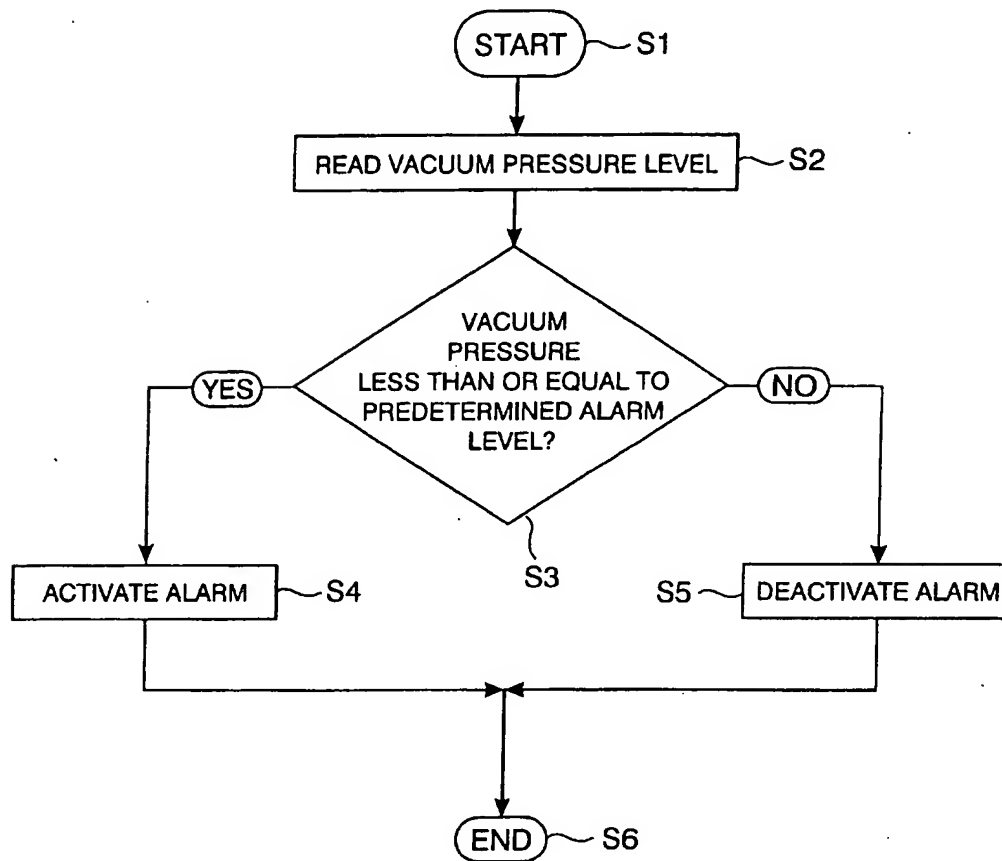 START S1
READ VACUUM PRESSURE LEVEL S2
VACUUM
PRESSURE
LESS THAN OR EQUAL TO
PREDETERMINED ALARM
LEVEL?
YES
NO
S3
ACTIVATE ALARM S4
S5 DEACTIVATE ALARM
END S6